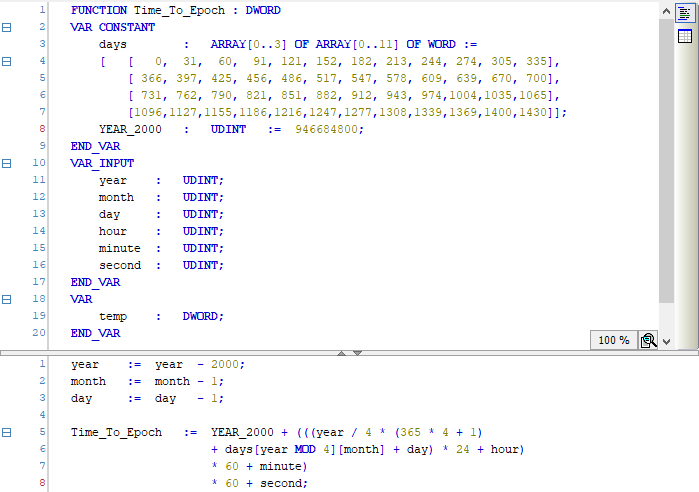 1 FUNCTION Time_To_Epoch : DWORD
2 VAR CONSTANT
3 days : ARRAY[0..3] OF ARRAY[0..11] OF WORD :=
4 [ [ 0, 31, 60, 91, 121, 152, 182, 213, 244, 274, 305, 335],
5 [ 366, 397, 425, 456, 486, 517, 547, 578, 609, 639, 670, 700],
6 [ 731, 762, 790, 821, 851, 882, 912, 943, 974,1004,1035,1065],
7 [1096,1127,1155,1186,1216,1247,1277,1308,1339,1369,1400,1430]];
8 YEAR_2000 : UDINT := 946684800;
9 END_VAR
10 VAR_INPUT
11 year : UDINT;
12 month : UDINT;
13 day : UDINT;
14 hour : UDINT;
15 minute : UDINT;
16 second : UDINT;
17 END_VAR
18 VAR
19 temp : DWORD;
20 END_VAR
100 %
1 year := year - 2000;
2 month := month - 1;
3 day := day - 1;
4
5 Time_To_Epoch := YEAR_2000 + (((year / 4 * (365 * 4 + 1)
6 + days[year MOD 4][month] + day) * 24 + hour)
7 * 60 + minute)
8 * 60 + second;